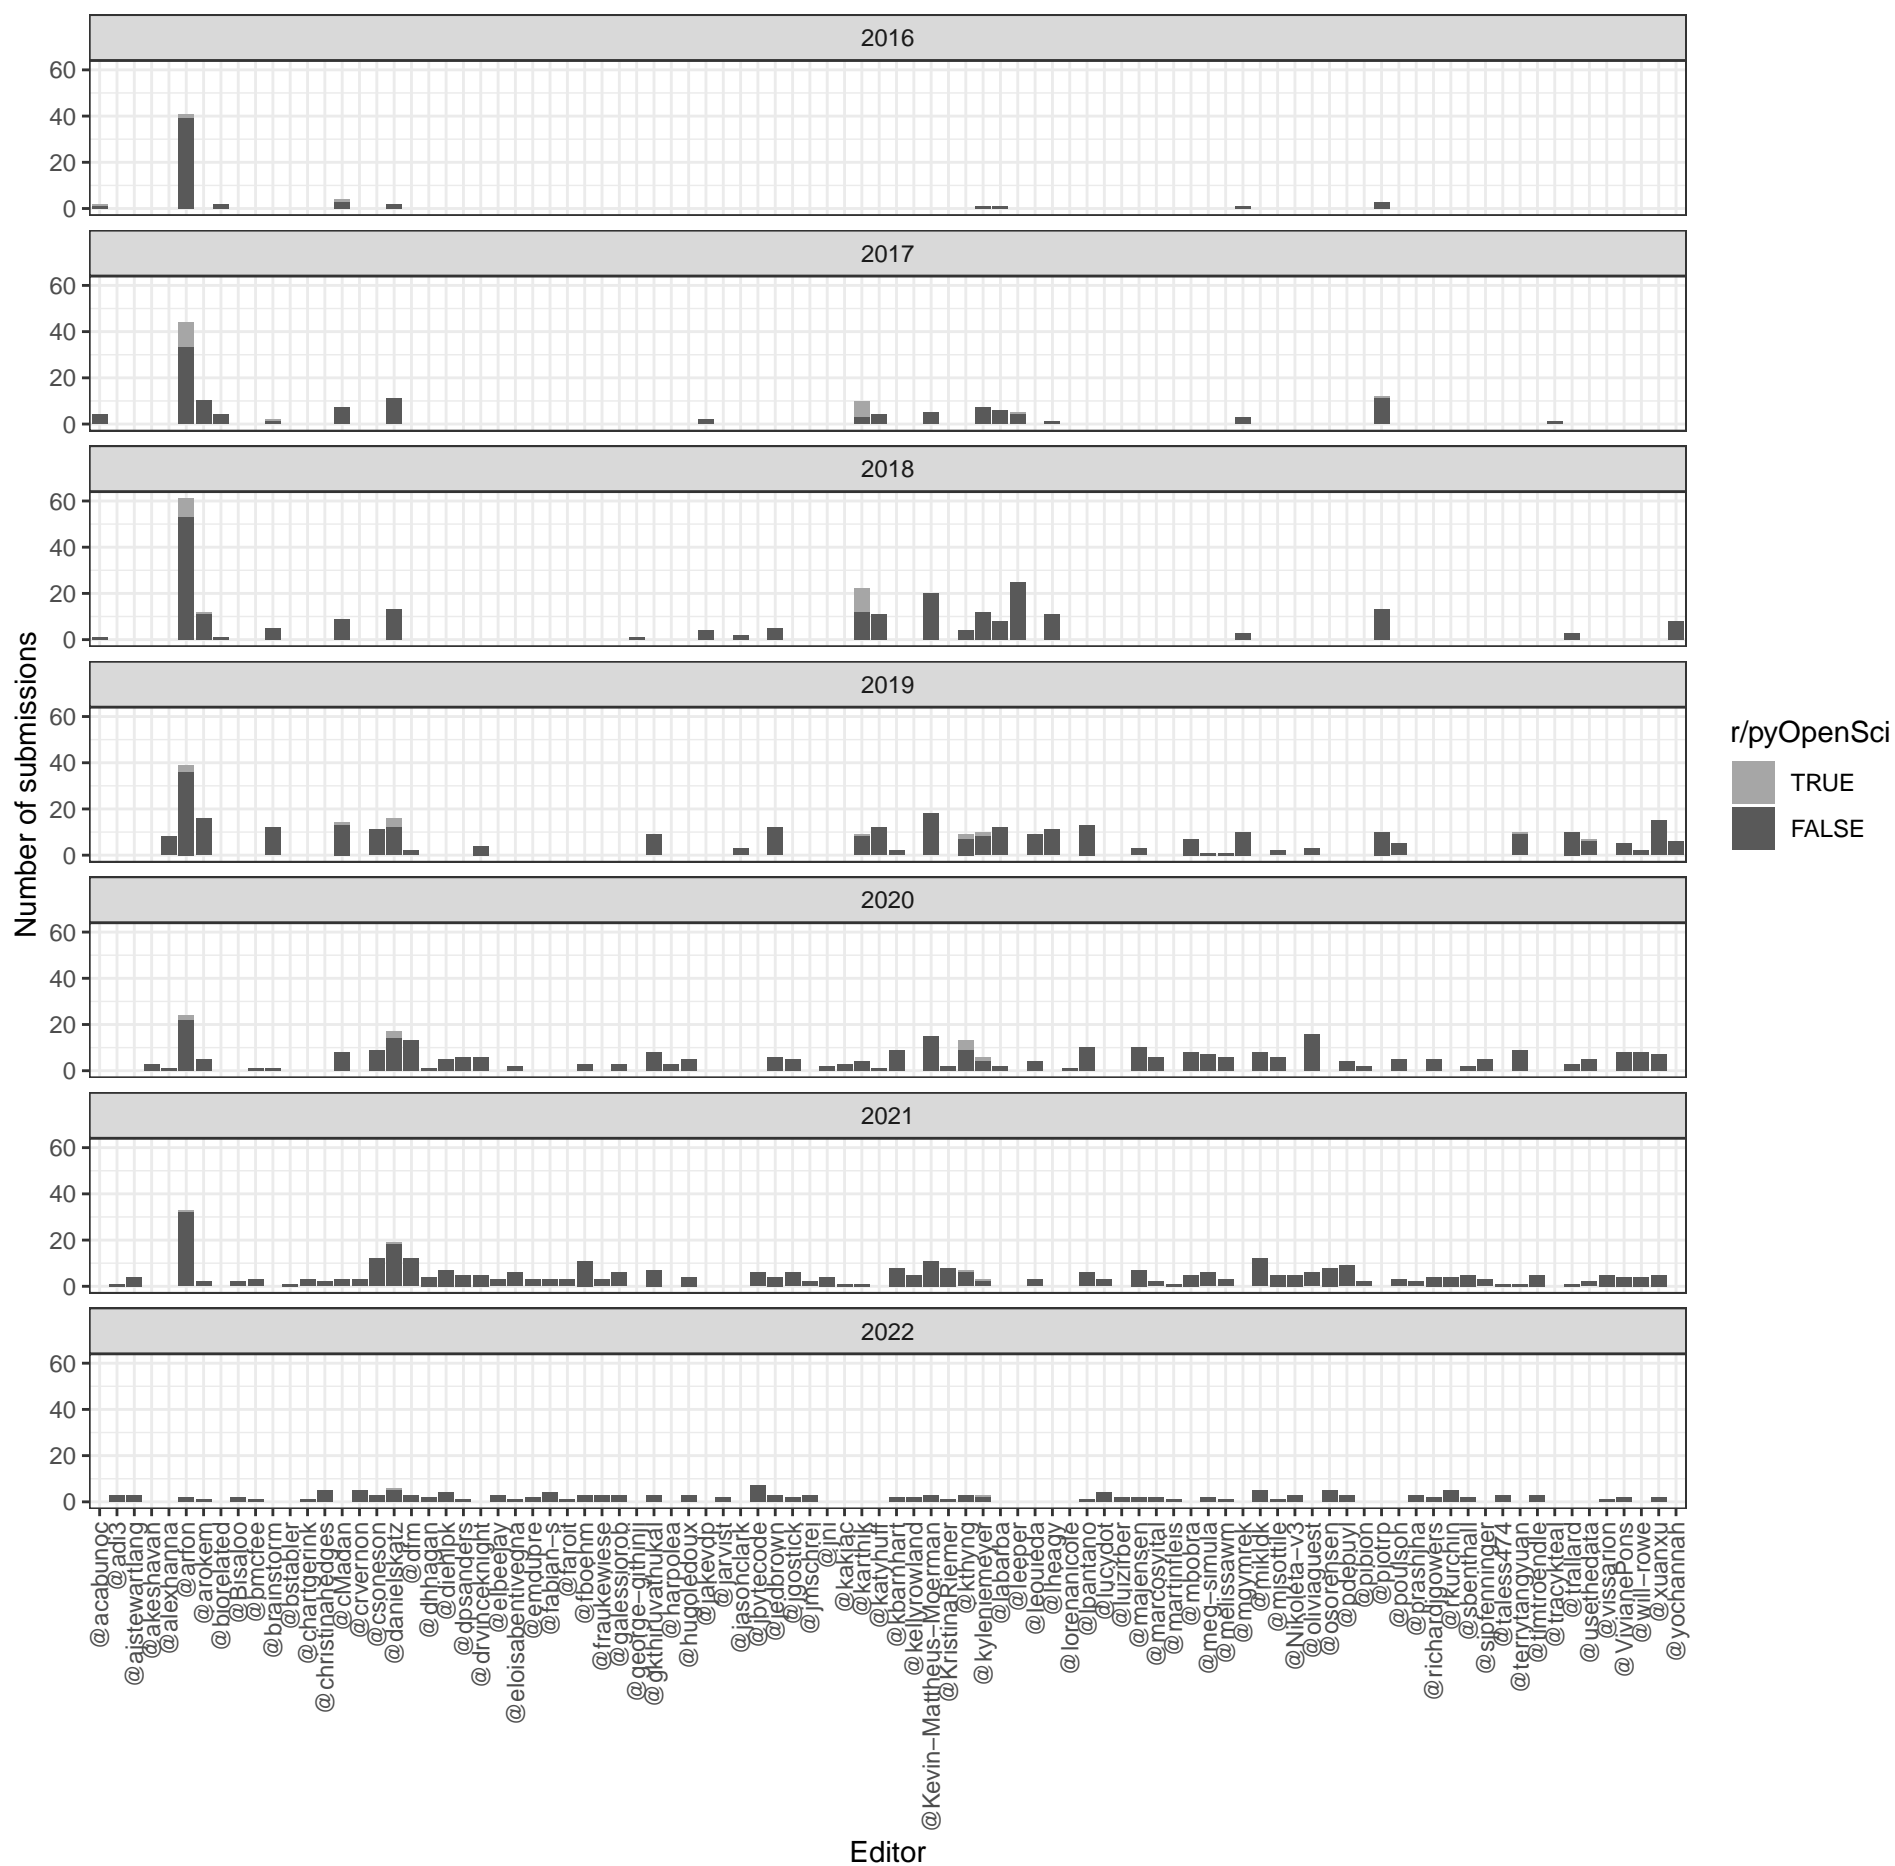 2016
60
40
20
0
2017
60
40
20
0
2018
60
40
20
0
2019
60
40
20
0
2020
60
40
20
0
2021
60
40
20
0
2022
60
40
20
0
Number of submissions
@acabunoc
@adi3
@ajstewartlang
@akeshavan
@alexhanna
@arfon
@arokem
@biorelated
@Bisaloo
@bmcfee
@brainstorm
@bstabler
@chartgerink
@christinahedges
@cMadan
@crvernon
@csoneson
@danielskatz
@dfm
@dhhagan
@diehlpk
@dpsanders
@drvinceknight
@elbeejay
@eloisabentivegna
@emdupre
@fabian-s
@faroit
@fboehm
@fraukewiese
@galessiorob
@george-githinji
@gkthiruvathukal
@harpolea
@hugoledoux
@jakevdp
@jarvist
@jasonclark
@jbytecode
@jedbrown
@jgostick
@jmschrei
@jni
@kakiac
@karthik
@katyhuff
@kbarnhart
@kellyrowland
@Kevin-Mattheus-Moerman
@KristinaRiemer
@kthyng
@kyleniemeyer
@labarba
@leeper
@leouieda
@lheagy
@lorenanicole
@lpantano
@lucydot
@luizirber
@majensen
@marcosvital
@martinfleis
@mbobra
@meg-simula
@melissawm
@mgymrek
@mikldk
@mjsottile
@Nikoleta-v3
@oliviaguest
@osorensen
@pdebuyl
@pibion
@pjotrp
@poulson
@prashjha
@richardjgowers
@rkurchin
@sbenthall
@sjpfenninger
@taless474
@terrytangyuan
@timtroendle
@tracykteal
@trallard
@usethedata
@vissarion
@VivianePons
@will-rowe
@xuanxu
@yochannah
Editor
r/pyOpenSci
TRUE
FALSE